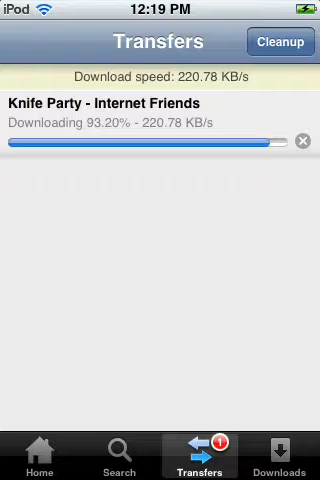 iPod 12:19 PM
Transfers Cleanup
Download speed: 220.78 KB/s
Knife Party - Internet Friends
Downloading 93.20% - 220.78 KB/s
1
Home Search Transfers Downloads